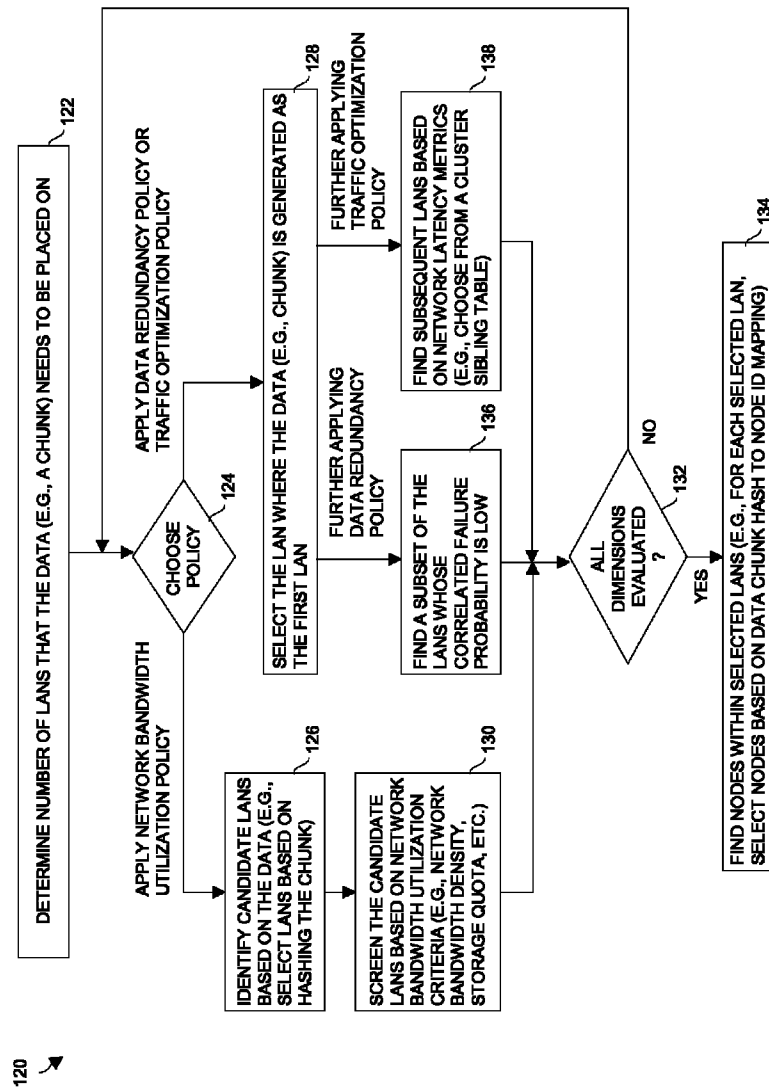 120
DETERMINE NUMBER OF LANS THAT THE DATA (E.G., A CHUNK) NEEDS TO BE PLACED ON
122
APPLY NETWORK BANDWIDTH
UTILIZATION POLICY
CHOOSE
POLICY
124
APPLY DATA REDUNDANCY POLICY OR
TRAFFIC OPTIMIZATION POLICY
IDENTIFY CANDIDATE LANS
BASED ON THE DATA (E.G.,
SELECT LANS BASED ON
HASHING THE CHUNK)
126
SELECT THE LAN WHERE THE DATA (E.G., CHUNK) IS GENERATED AS
THE FIRST LAN
128
FURTHER APPLYING
DATA REDUNDANCY
POLICY
FURTHER APPLYING
TRAFFIC OPTIMIZATION
POLICY
SCREEN THE CANDIDATE
LANS BASED ON NETWORK
BANDWIDTH UTILIZATION
CRITERIA (E.G., NETWORK
BANDWIDTH DENSITY,
STORAGE QUOTA, ETC.)
130
FIND A SUBSET OF THE
LANS WHOSE
CORRELATED FAILURE
PROBABILITY IS LOW
136
FIND SUBSEQUENT LANS BASED
ON NETWORK LATENCY METRICS
(E.G., CHOOSE FROM A CLUSTER
SIBLING TABLE)
138
ALL
DIMENSIONS
EVALUATED
?
132
NO
YES
FIND NODES WITHIN SELECTED LANS (E.G., FOR EACH SELECTED LAN,
SELECT NODES BASED ON DATA CHUNK HASH TO NODE ID MAPPING)
134